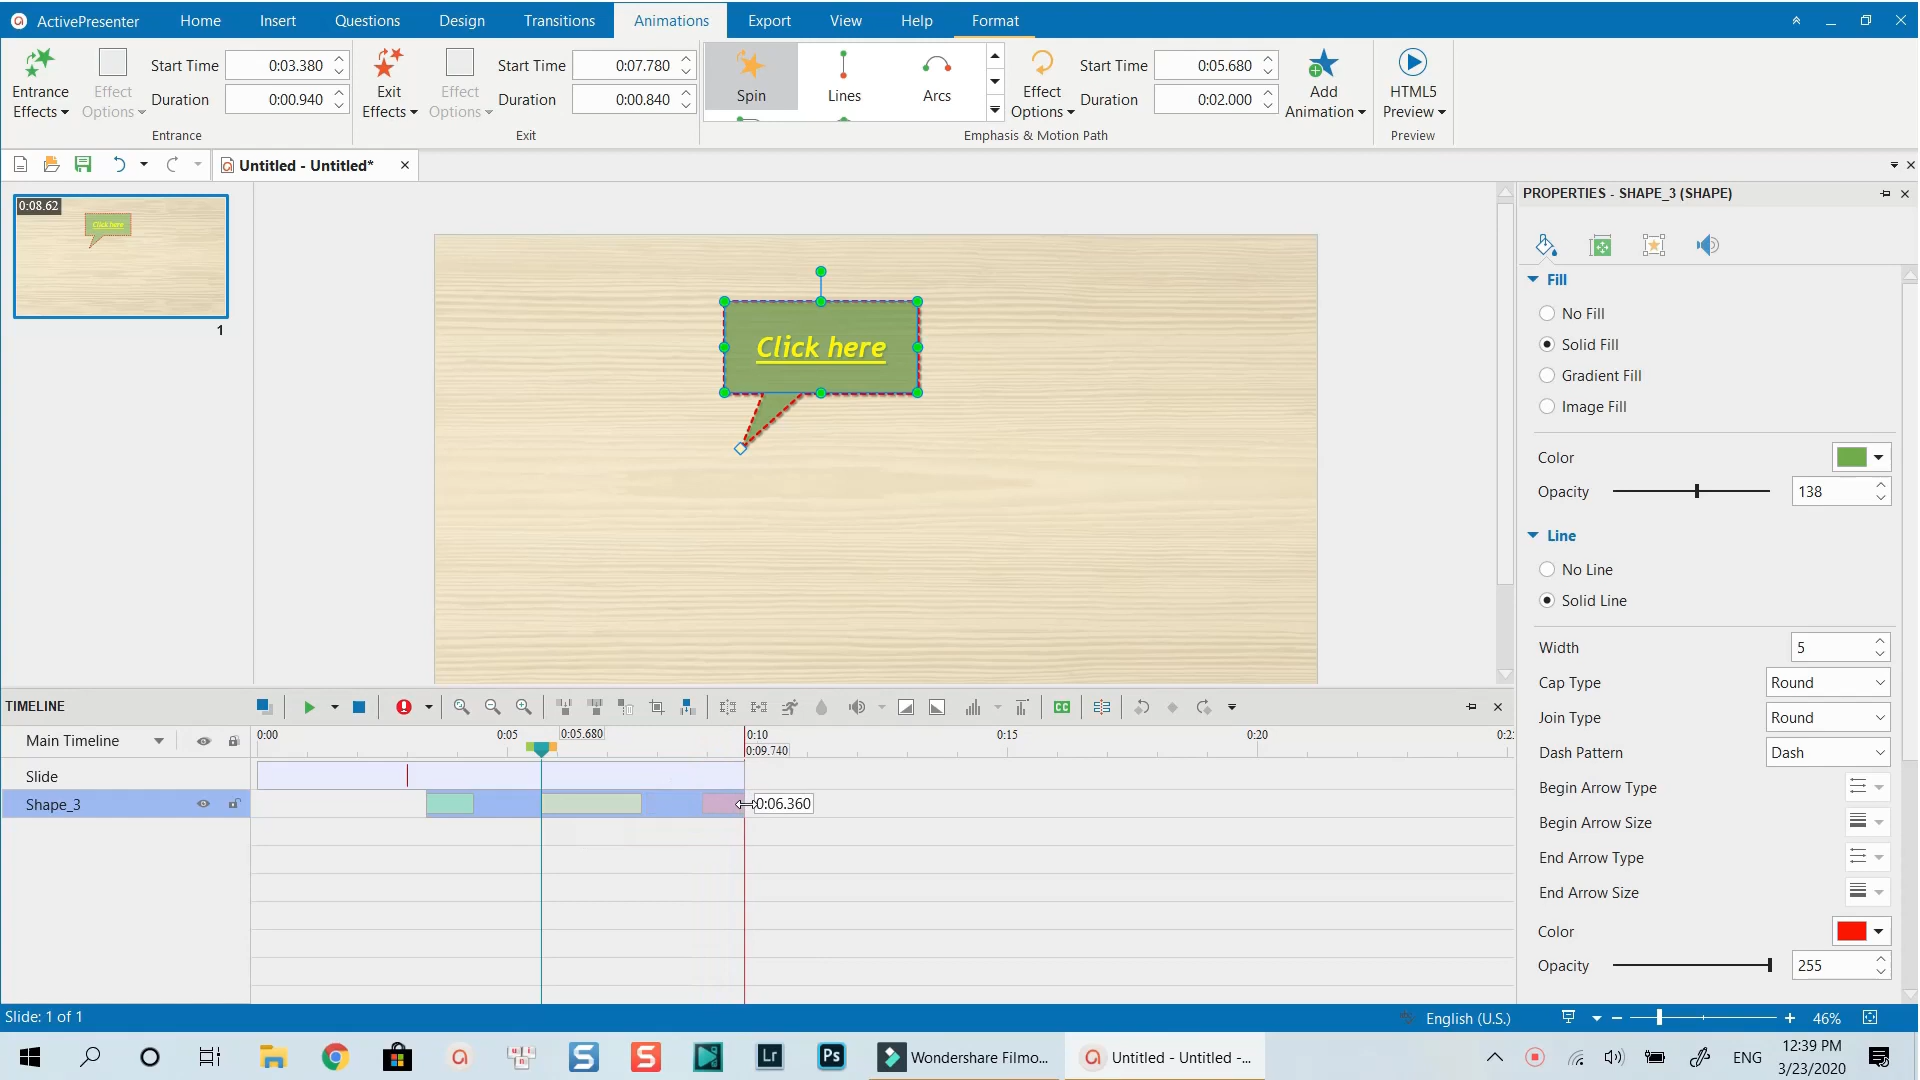 ActivePresenter
Home
Insert
Questions
Design
Transitions
Animations
Export
View
Help
Format
Entrance Effects
Effect Options
Start Time 0:03.380
Duration 0:00.940
Entrance
Exit Effects
Effect Options
Start Time 0:07.780
Duration 0:00.840
Exit
Spin
Lines
Arcs
Effect Options
Start Time 0:05.680
Duration 0:02.000
Emphasis & Motion Path
Add Animation
HTML5 Preview
Preview
Untitled - Untitled*
0:08.62
Click here
1
Click here
PROPERTIES - SHAPE_3 (SHAPE)
Fill
No Fill
Solid Fill
Gradient Fill
Image Fill
Color
Opacity 138
Line
No Line
Solid Line
Width 5
Cap Type Round
Join Type Round
Dash Pattern Dash
Begin Arrow Type
Begin Arrow Size
End Arrow Type
End Arrow Size
Color
Opacity 255
TIMELINE
CC
Main Timeline
0:00
0:05
0:05.680
0:10
0:09.740
0:15
0:20
Slide
Shape_3
0:06.360
Slide: 1 of 1
English (U.S.)
46%
S
S
Lr
Ps
Wondershare Filmo...
Untitled - Untitled -...
ENG
12:39 PM
3/23/2020